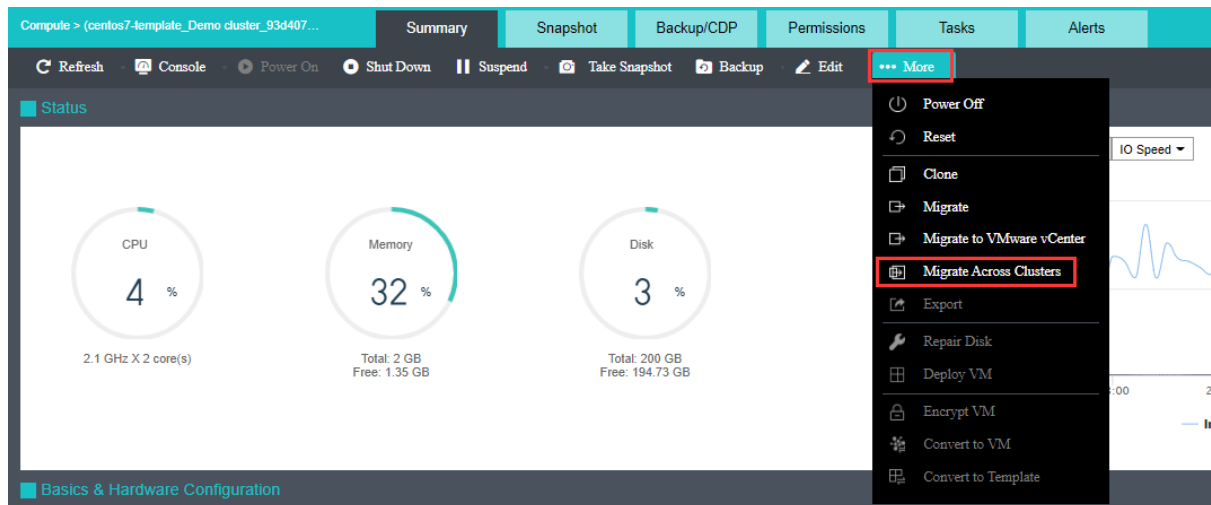 Compute > (centos7-template_Demo cluster_93d407...
Summary
Snapshot
Backup/CDP
Permissions
Tasks
Alerts
Refresh
Console
Power On
Shut Down
Suspend
Take Snapshot
Backup
Edit
••• More
Status
Power Off
Reset
Clone
Migrate
Migrate to VMware vCenter
Migrate Across Clusters
Export
Repair Disk
Deploy VM
Encrypt VM
Convert to VM
Convert to Template
IO Speed
CPU
4 %
2.1 GHz X 2 core(s)
Memory
32 %
Total: 2 GB
Free: 1.35 GB
Disk
3 %
Total: 200 GB
Free: 194.73 GB
:00
2
Basics & Hardware Configuration